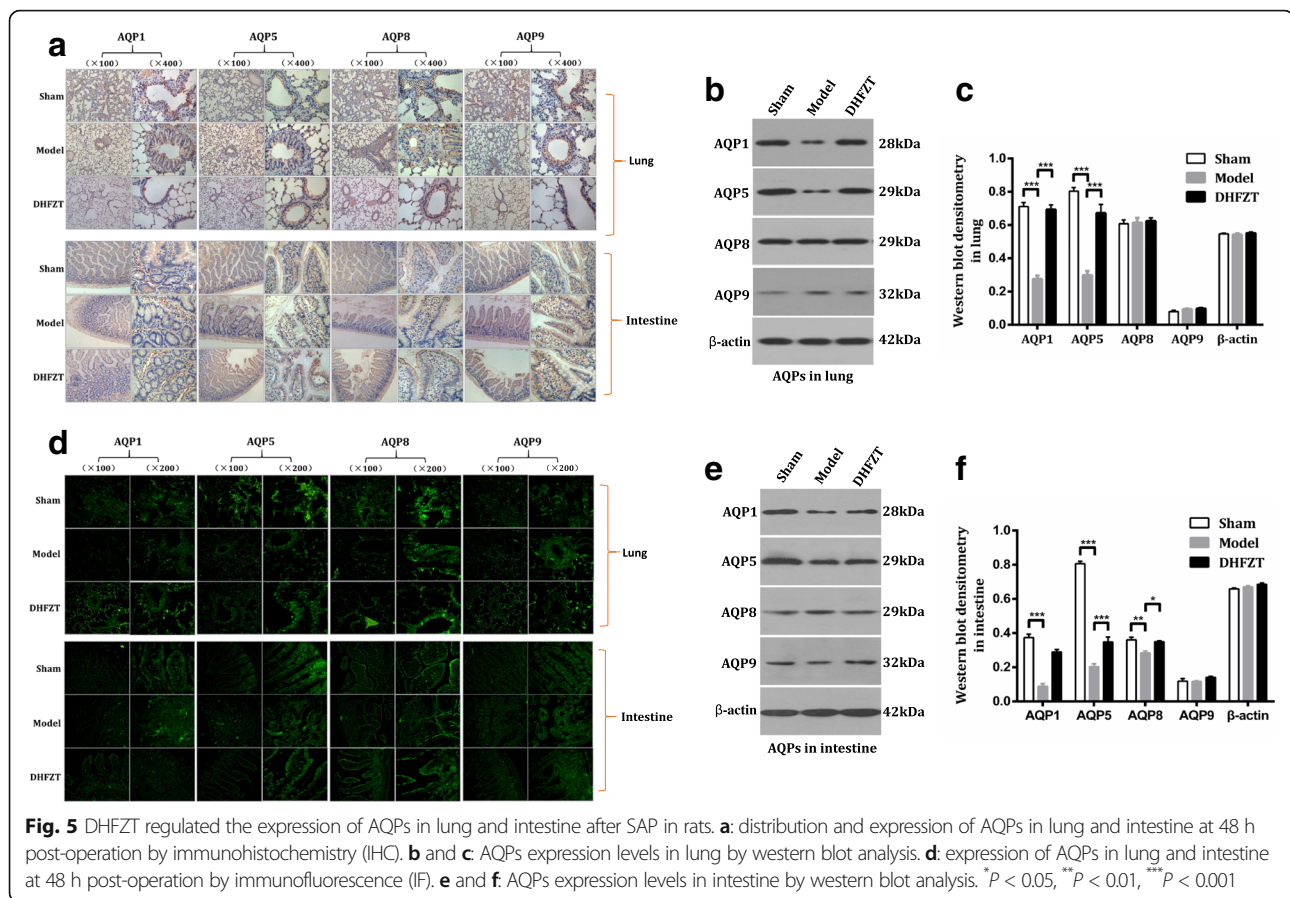 a
AQP1 AQP5 AQP8 AQP9
(×100) (×400) (×100) (×400) (×100) (×400) (×100) (×400)
Sham
Model
DHFZT
Lung
Sham
Model
DHFZT
Intestine
b
Sham Model DHFZT
AQP1 28kDa
AQP5 29kDa
AQP8 29kDa
AQP9 32kDa
β-actin 42kDa
AQPs in lung
c
Western blot densitometry
in lung
0.0
0.2
0.4
0.6
0.8
1.0
*** *** *** ***
Sham
Model
DHFZT
AQP1 AQP5 AQP8 AQP9 β-actin
d
AQP1 AQP5 AQP8 AQP9
(×100) (×200) (×100) (×200) (×100) (×200) (×100) (×200)
Sham
Model
DHFZT
Lung
Sham
Model
DHFZT
Intestine
e
Sham Model DHFZT
AQP1 28kDa
AQP5 29kDa
AQP8 29kDa
AQP9 32kDa
β-actin 42kDa
AQPs in intestine
f
Western blot densitometry
in intestine
0.0
0.2
0.4
0.6
0.8
1.0
*** *** *** ** *
Sham
Model
DHFZT
AQP1 AQP5 AQP8 AQP9 β-actin
Fig. 5 DHFZT regulated the expression of AQPs in lung and intestine after SAP in rats. a: distribution and expression of AQPs in lung and intestine at 48 h
post-operation by immunohistochemistry (IHC). b and c: AQPs expression levels in lung by western blot analysis. d: expression of AQPs in lung and intestine
at 48 h post-operation by immunofluorescence (IF). e and f: AQPs expression levels in intestine by western blot analysis. *P < 0.05, **P < 0.01, ***P < 0.001